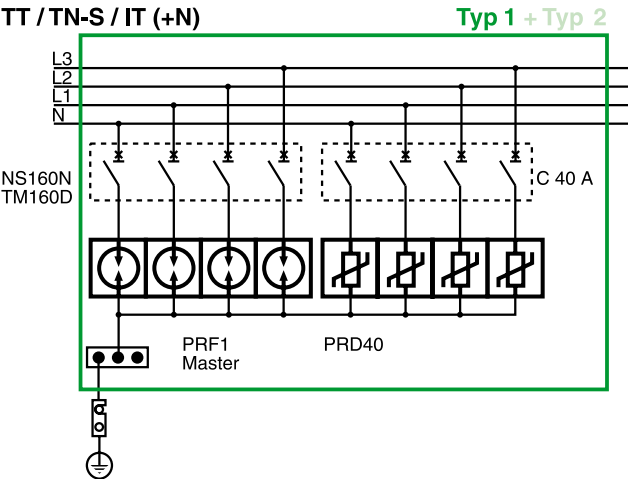 TT / TN-S / IT (+N)
Typ 1 + Typ 2
L3
L2
L1
N
NS160N
TM160D
C 40 A
PRF1
Master
PRD40